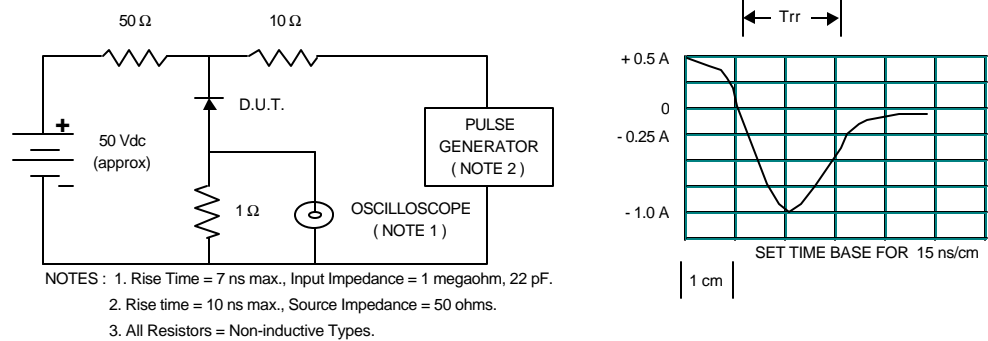 50 Ω
10 Ω
D.U.T.
+
50 Vdc
(approx)
−
1 Ω
OSCILLOSCOPE
( NOTE 1 )
PULSE
GENERATOR
( NOTE 2 )
NOTES : 1. Rise Time = 7 ns max., Input Impedance = 1 megaohm, 22 pF.
2. Rise time = 10 ns max., Source Impedance = 50 ohms.
3. All Resistors = Non-inductive Types.
Trr
+ 0.5 A
0
- 0.25 A
- 1.0 A
SET TIME BASE FOR 15 ns/cm
1 cm